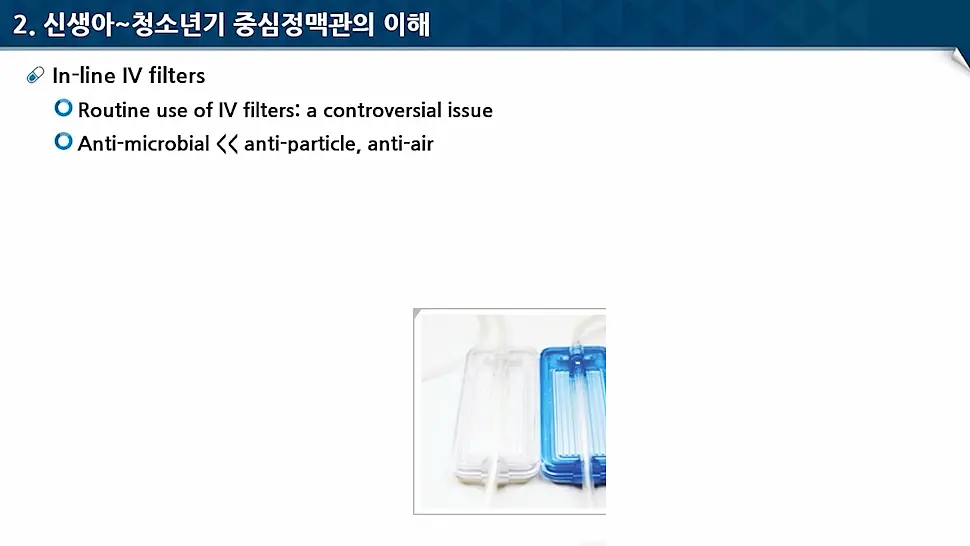 2. 신생아~청소년기 중심정맥관의 이해
In-line IV filters
Routine use of IV filters: a controversial issue
Anti-microbial << anti-particle, anti-air